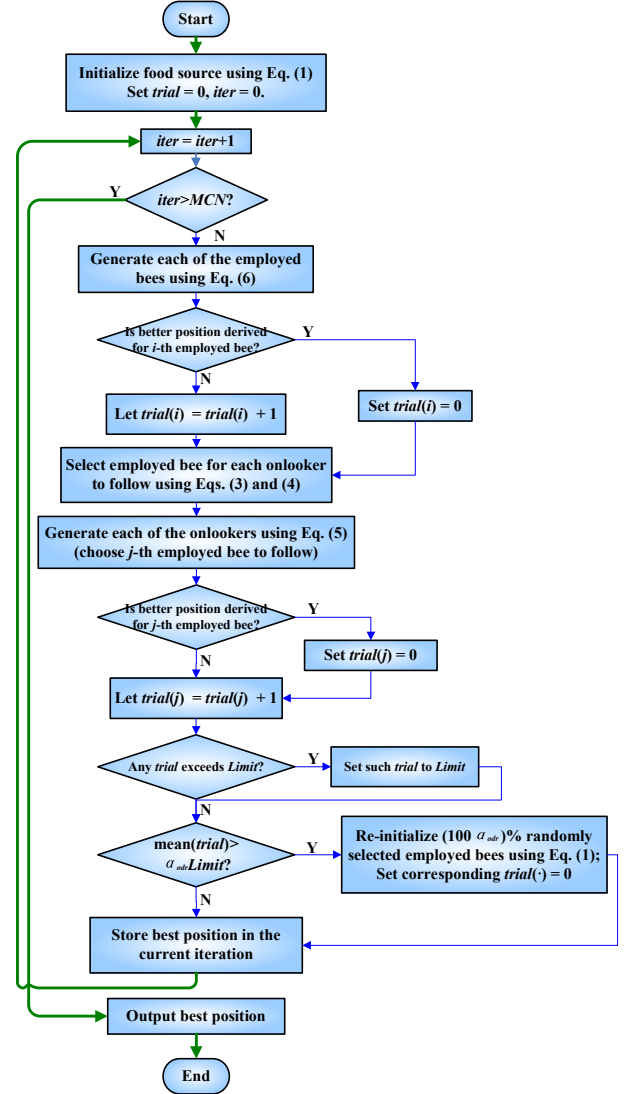 Start
Initialize food source using Eq. (1)
Set trial = 0, iter = 0.
iter = iter+1
Y
iter>MCN?
N
Generate each of the employed
bees using Eq. (6)
Is better position derived
for i-th employed bee?
Y
N
Let trial(i) = trial(i) + 1
Set trial(i) = 0
Select employed bee for each onlooker
to follow using Eqs. (3) and (4)
Generate each of the onlookers using Eq. (5)
(choose j-th employed bee to follow)
Is better position derived
for j-th employed bee?
Y
N
Set trial(j) = 0
Let trial(j) = trial(j) + 1
Any trial exceeds Limit?
Y
Set such trial to Limit
N
mean(trial)>
α_odr Limit?
Y
Re-initialize (100 α_odr)% randomly
selected employed bees using Eq. (1);
Set corresponding trial(·) = 0
N
Store best position in the
current iteration
Output best position
End